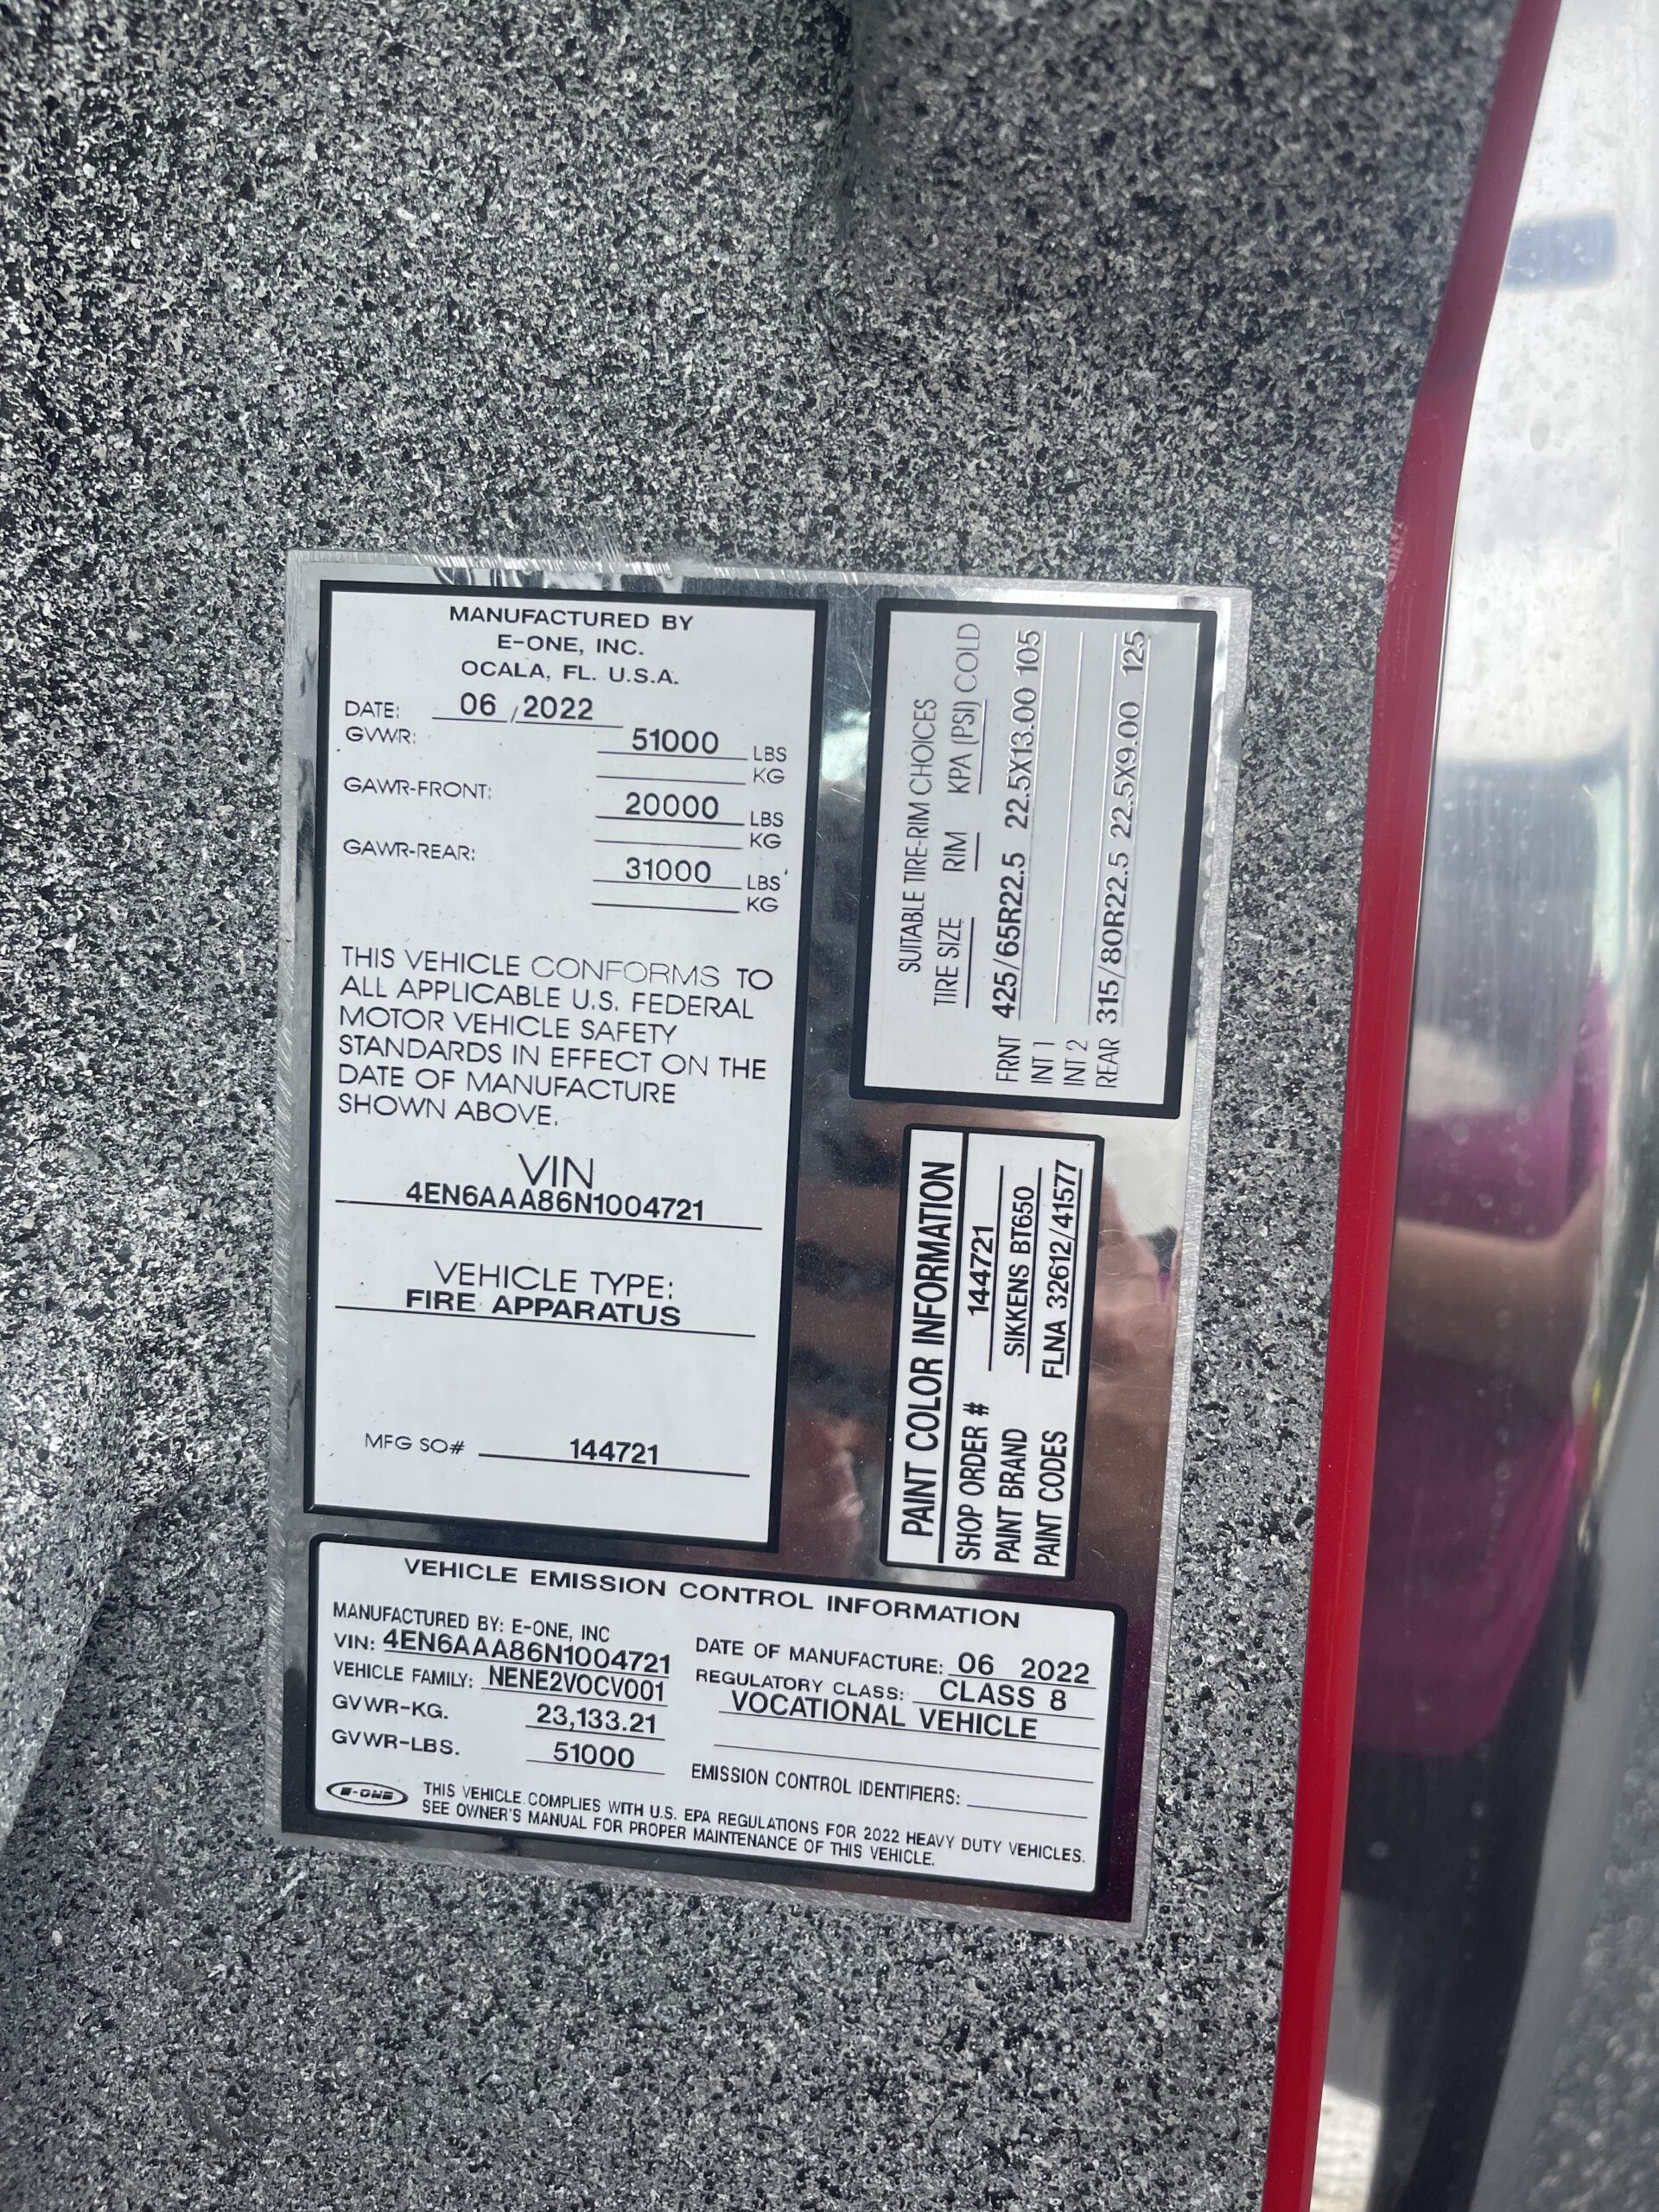 MANUFACTURED BY
E-ONE, INC.
OCALA, FL. U.S.A.
DATE: 06 / 2022
GVWR: 51000 LBS
KG
GAWR-FRONT: 20000 LBS
KG
GAWR-REAR: 31000 LBS
KG
THIS VEHICLE CONFORMS TO
ALL APPLICABLE U.S. FEDERAL
MOTOR VEHICLE SAFETY
STANDARDS IN EFFECT ON THE
DATE OF MANUFACTURE
SHOWN ABOVE.
VIN
4EN6AAA86N1004721
VEHICLE TYPE:
FIRE APPARATUS
MFG SO# 144721
SUITABLE TIRE-RIM CHOICES
TIRE SIZE RIM KPA (PSI) COLD
FRNT 425/65R22.5 22.5X13.00 105
INT 1
INT 2
REAR 315/80R22.5 22.5X9.00 125
PAINT COLOR INFORMATION
SHOP ORDER # 144721
PAINT BRAND SIKKENS BT650
PAINT CODES FLNA 32612/41577
VEHICLE EMISSION CONTROL INFORMATION
MANUFACTURED BY: E-ONE, INC
VIN: 4EN6AAA86N1004721
VEHICLE FAMILY: NENE2VOCV001
GVWR-KG. 23,133.21
GVWR-LBS. 51000
DATE OF MANUFACTURE: 06 2022
REGULATORY CLASS: CLASS 8
VOCATIONAL VEHICLE
EMISSION CONTROL IDENTIFIERS:
E-ONE
THIS VEHICLE COMPLIES WITH U.S. EPA REGULATIONS FOR 2022 HEAVY DUTY VEHICLES.
SEE OWNER'S MANUAL FOR PROPER MAINTENANCE OF THIS VEHICLE.